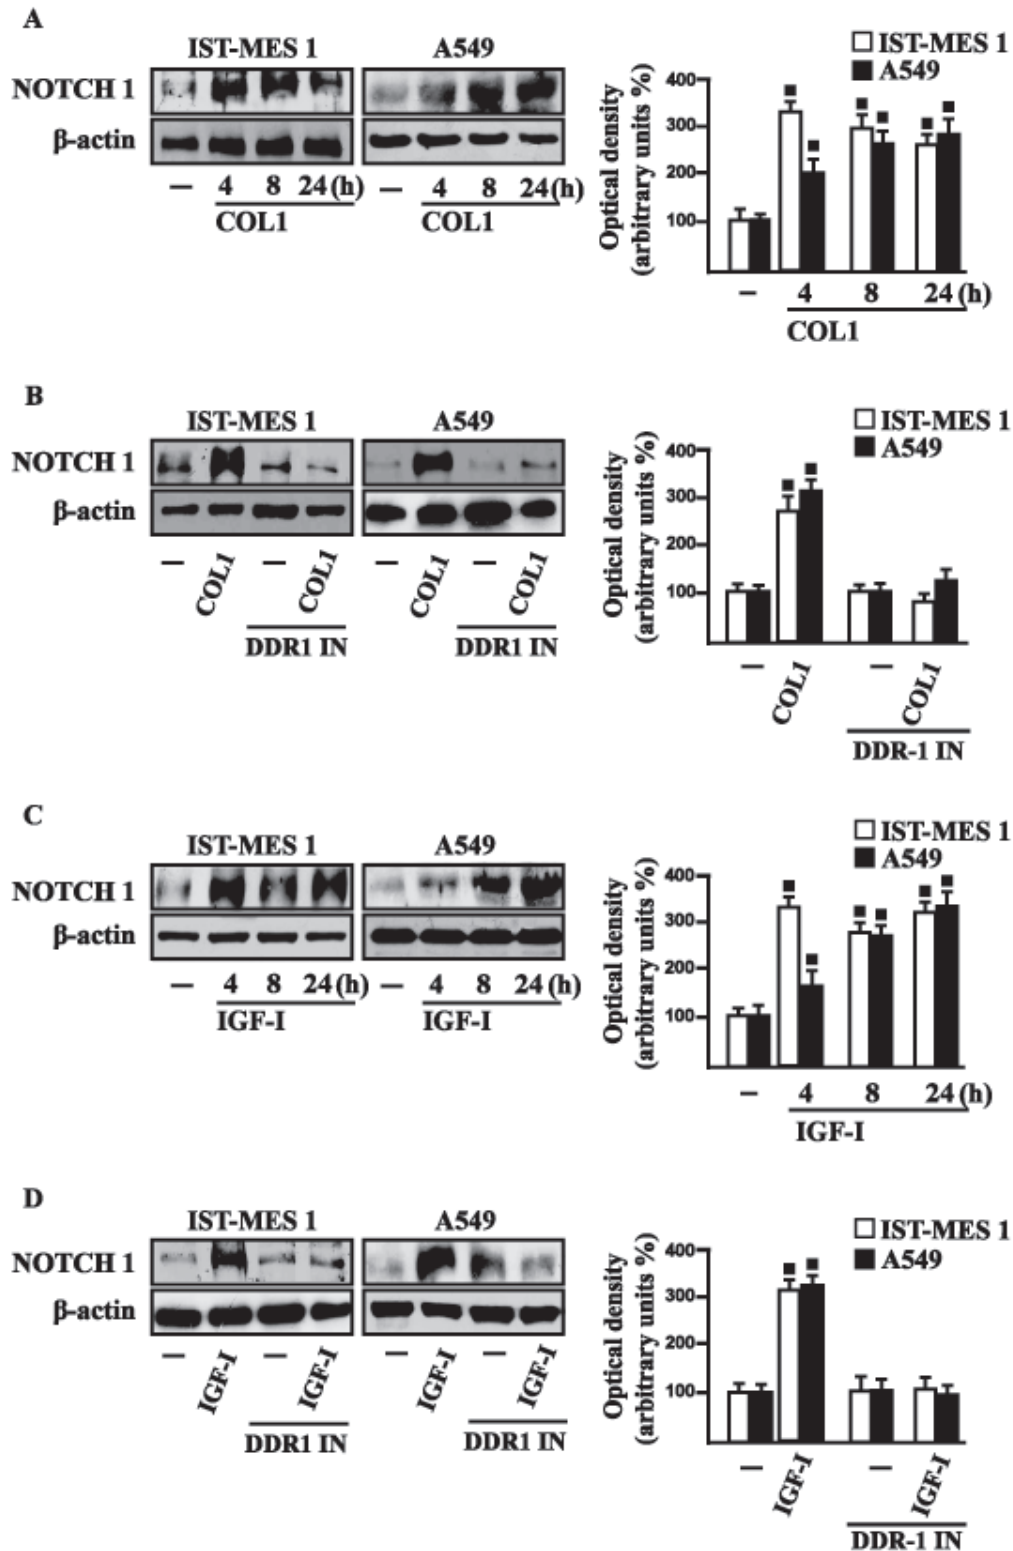 A
IST-MES 1 A549
NOTCH 1
β-actin
— 4 8 24 (h) — 4 8 24 (h)
COL1 COL1
IST-MES 1
A549
Optical density
(arbitrary units %)
400
300
200
100
— 4 8 24 (h)
COL1
B
IST-MES 1 A549
NOTCH 1
β-actin
— COL1 — COL1 — COL1 — COL1
DDR1 IN DDR1 IN
IST-MES 1
A549
Optical density
(arbitrary units %)
400
300
200
100
— COL1 — COL1
DDR-1 IN
C
IST-MES 1 A549
NOTCH 1
β-actin
— 4 8 24 (h) — 4 8 24 (h)
IGF-I IGF-I
IST-MES 1
A549
Optical density
(arbitrary units %)
400
300
200
100
— 4 8 24 (h)
IGF-I
D
IST-MES 1 A549
NOTCH 1
β-actin
— IGF-I — IGF-I — IGF-I — IGF-I
DDR1 IN DDR1 IN
IST-MES 1
A549
Optical density
(arbitrary units %)
400
300
200
100
— IGF-I — IGF-I
DDR-1 IN